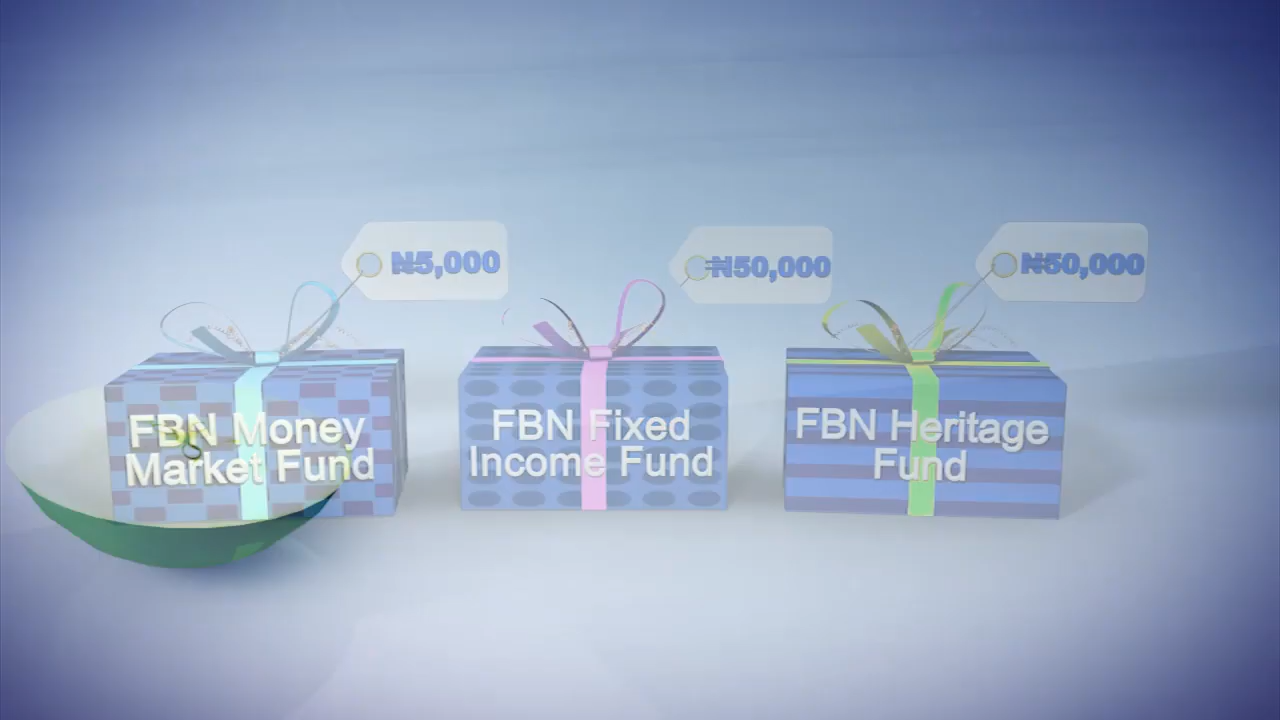 ₦5,000
₦50,000
₦50,000
FBN Money
Market Fund
FBN Fixed
Income Fund
FBN Heritage
Fund